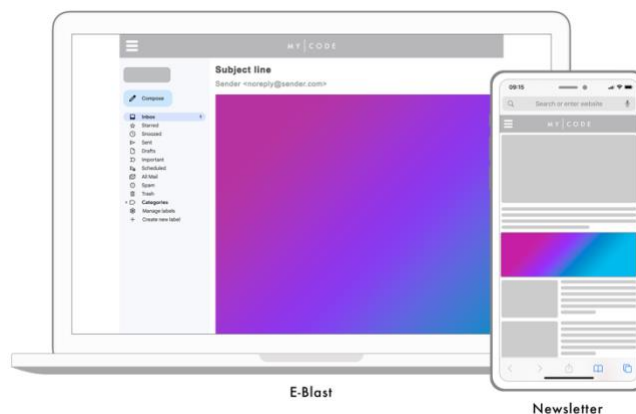 MY CODE
Subject line
Sender <noreply@sender.com>
Compose
Inbox
Starred
Snoozed
Sent
Drafts
Important
Scheduled
All Mail
Spam
Trash
Categories
Manage labels
Create new label
09:15
Search or enter website
MY CODE
E-Blast
Newsletter